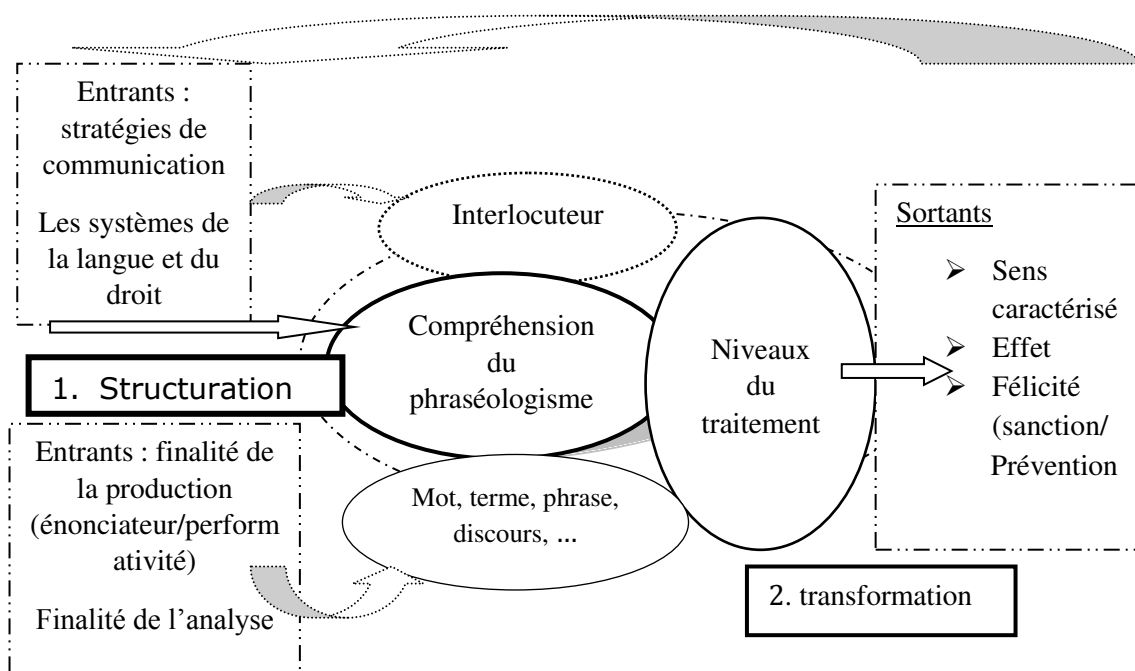 Entrants :
stratégies de
communication
Les systèmes de
la langue et du
droit
1. Structuration
Entrants : finalité de
la production
(énonciateur/perform
ativité)
Finalité de l’analyse
Interlocuteur
Compréhension
du
phraséologisme
Mot, terme, phrase,
discours, ...
Niveaux
du
traitement
2. transformation
Sortants
➢ Sens
caractérisé
➢ Effet
➢ Félicité
(sanction/
Prévention